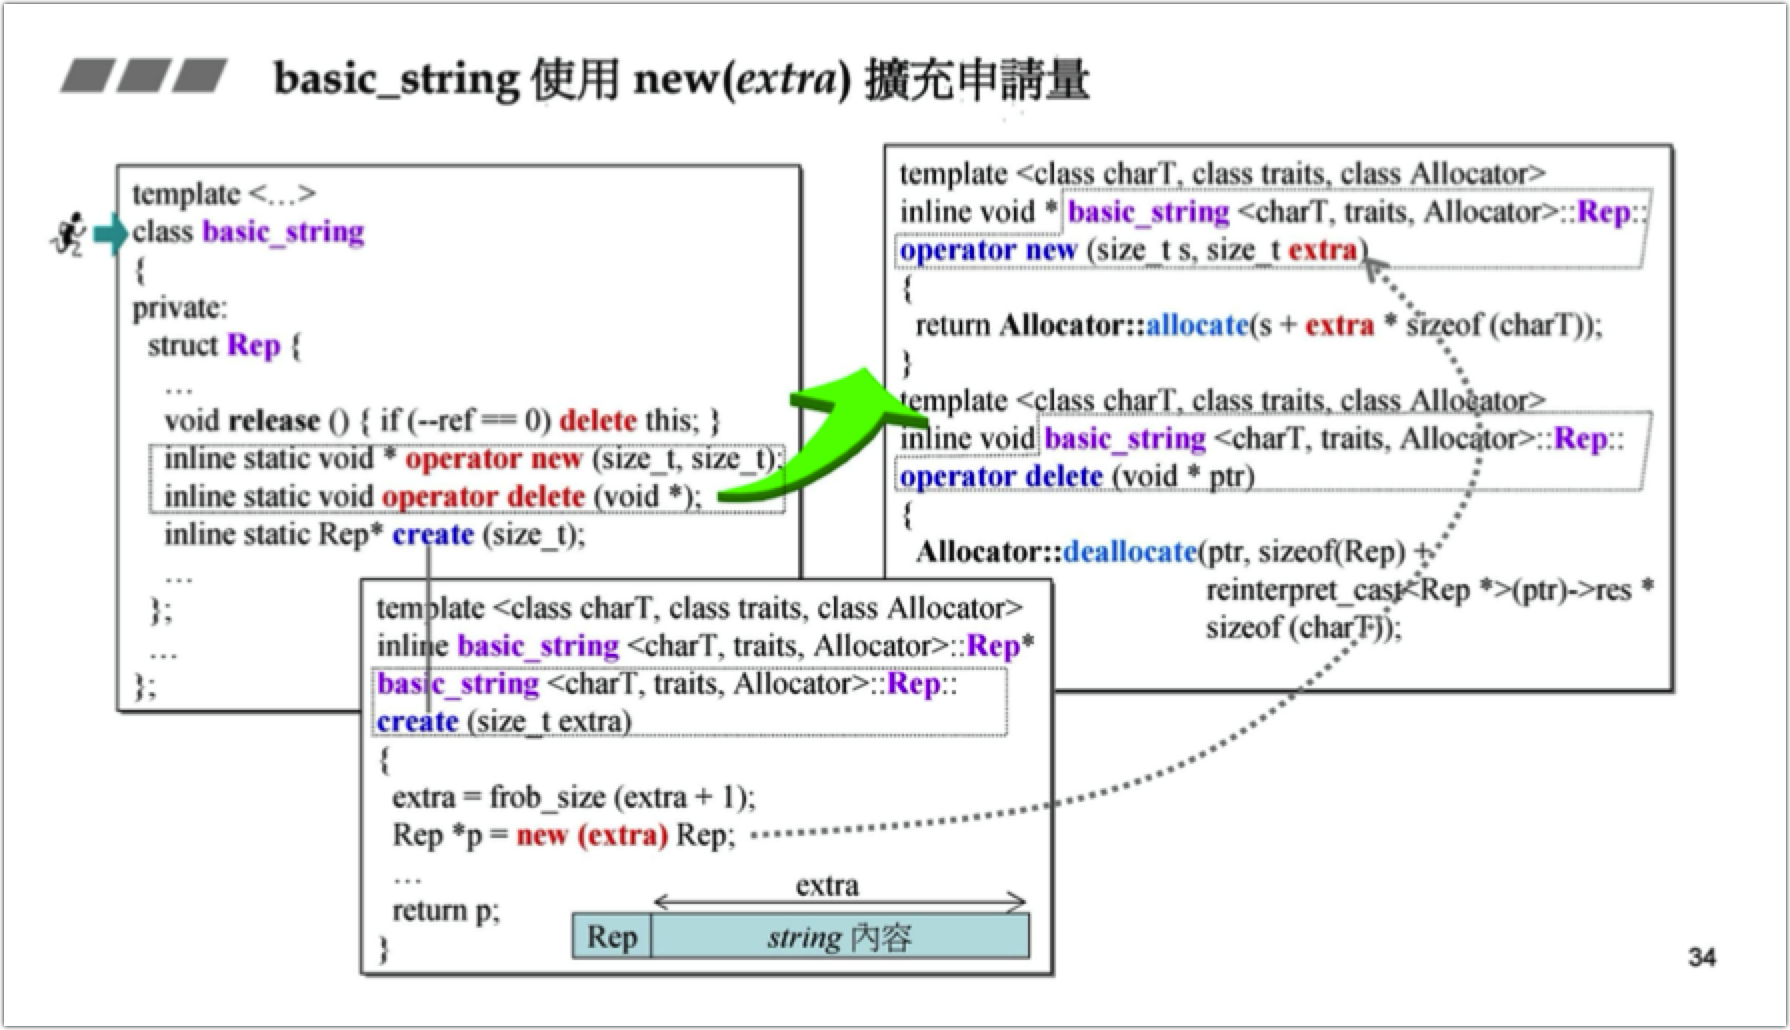 basic_string 使用 new(extra) 擴充申請量
template <…>
class basic_string
{
private:
struct Rep {
…
void release () { if (--ref == 0) delete this; }
inline static void * operator new (size_t, size_t);
inline static void operator delete (void *);
inline static Rep* create (size_t);
…
};
…
};
template <class charT, class traits, class Allocator>
inline void * basic_string <charT, traits, Allocator>::Rep::
operator new (size_t s, size_t extra)
{
return Allocator::allocate(s + extra * sizeof (charT));
}
template <class charT, class traits, class Allocator>
inline void basic_string <charT, traits, Allocator>::Rep::
operator delete (void * ptr)
{
Allocator::deallocate(ptr, sizeof(Rep) +
reinterpret_cast<Rep *>(ptr)->res *
sizeof (charT));
template <class charT, class traits, class Allocator>
inline basic_string <charT, traits, Allocator>::Rep*
basic_string <charT, traits, Allocator>::Rep::
create (size_t extra)
{
extra = frob_size (extra + 1);
Rep *p = new (extra) Rep;
…
return p;
}
extra
Rep string 內容
34